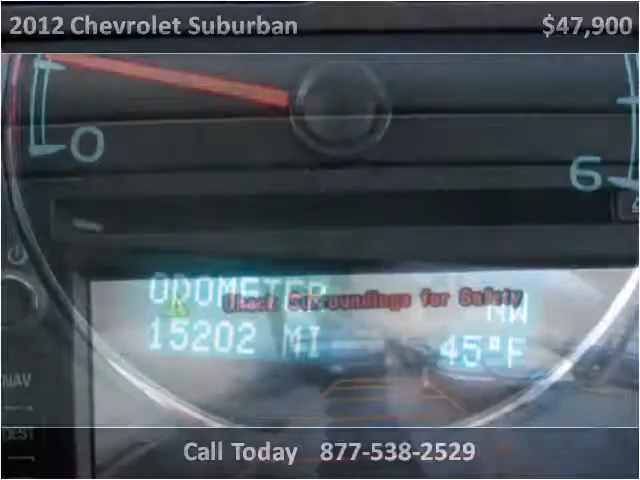 2012 Chevrolet Suburban $47,900
0
6
ODOMETER NW
Check Surroundings for Safety
15202 MI 45°F
NAV
DEST
Call Today 877-538-2529